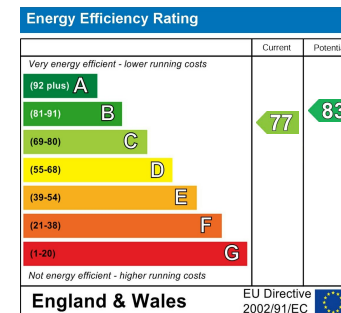 Energy Efficiency Rating
Current Potenti
Very energy efficient - lower running costs
(92 plus) A
(81-91) B
(69-80) C
(55-68) D
(39-54) E
(21-38) F
(1-20) G
77
83
Not energy efficient - higher running costs
England & Wales
EU Directive
2002/91/EC